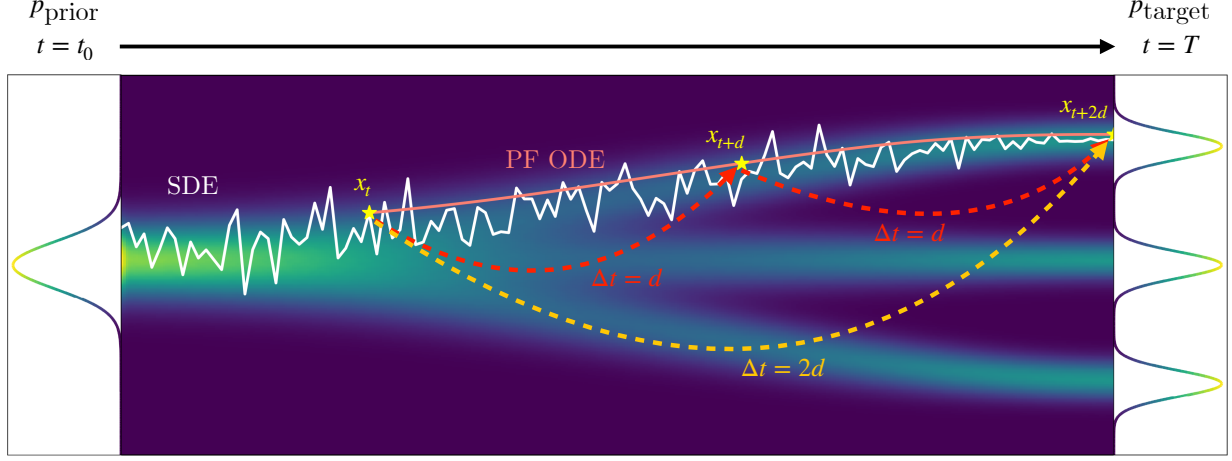 p_prior
t = t_0
p_target
t = T
x_{t+2d}
x_{t+d}
PF ODE
SDE
x_t
Δt = d
Δt = d
Δt = 2d